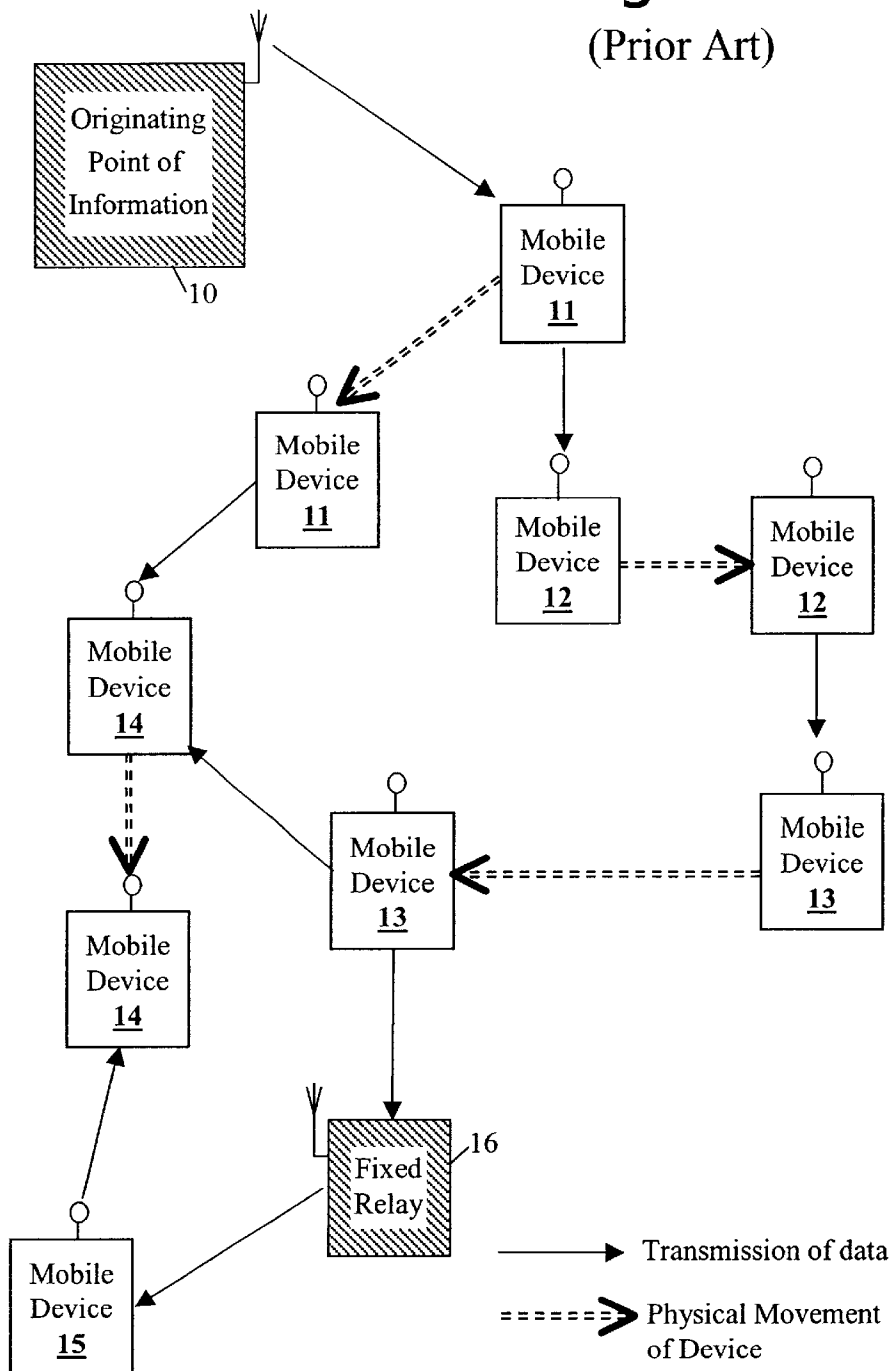 (Prior Art)
Originating
Point of
Information
10
Mobile
Device
11
Mobile
Device
11
Mobile
Device
12
Mobile
Device
12
Mobile
Device
14
Mobile
Device
13
Mobile
Device
13
Mobile
Device
14
Fixed
Relay
16
Mobile
Device
15
Transmission of data
Physical Movement
of Device